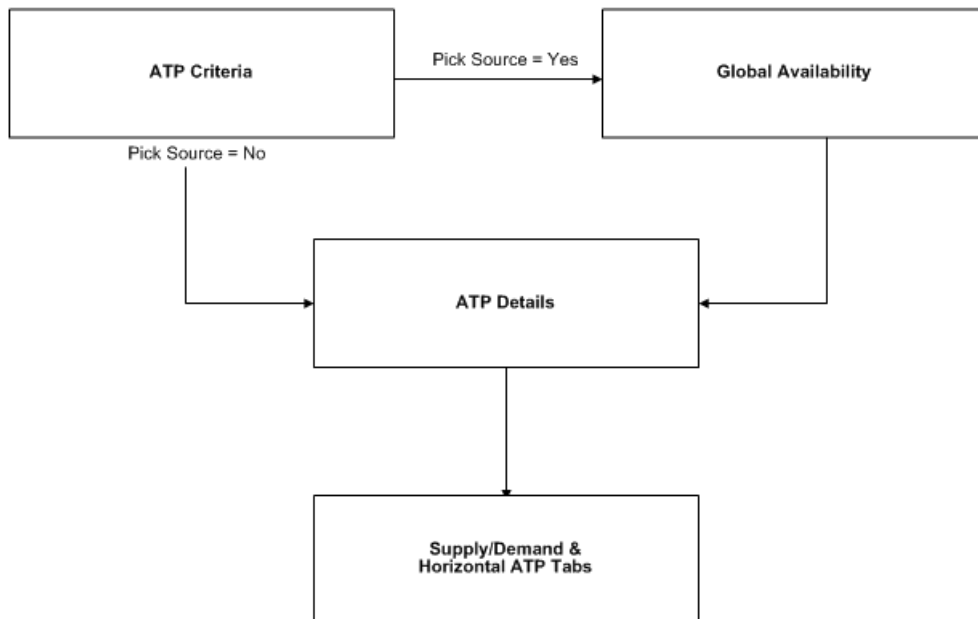 ATP Criteria
Pick Source = Yes
Global Availability
Pick Source = No
ATP Details
Supply/Demand &
Horizontal ATP Tabs